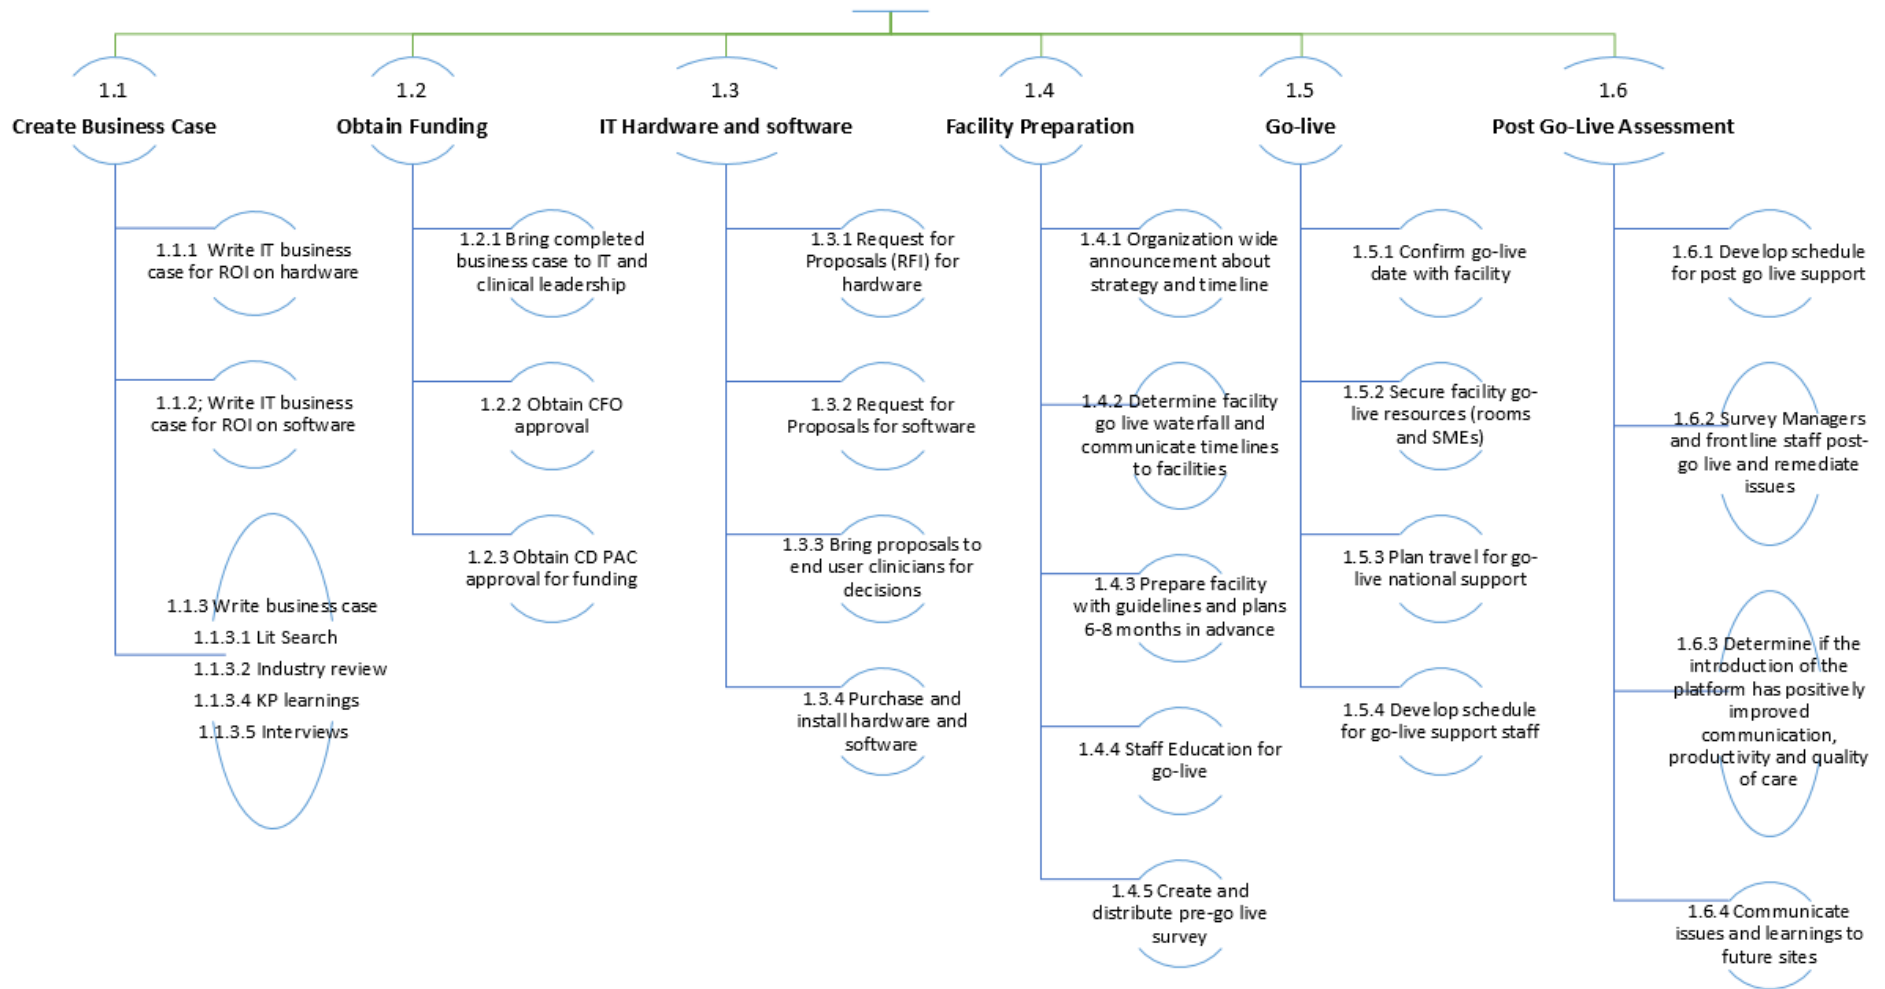 1.1
Create Business Case
1.1.1 Write IT business
case for ROI on hardware
1.1.2; Write IT business
case for ROI on software
1.1.3 Write business case
1.1.3.1 Lit Search
1.1.3.2 Industry review
1.1.3.4 KP learnings
1.1.3.5 Interviews
1.2
Obtain Funding
1.2.1 Bring completed
business case to IT and
clinical leadership
1.2.2 Obtain CFO
approval
1.2.3 Obtain CD PAC
approval for funding
1.3
IT Hardware and software
1.3.1 Request for
Proposals (RFI) for
hardware
1.3.2 Request for
Proposals for software
1.3.3 Bring proposals to
end user clinicians for
decisions
1.3.4 Purchase and
install hardware and
software
1.4
Facility Preparation
1.4.1 Organization wide
announcement about
strategy and timeline
1.4.2 Determine facility
go live waterfall and
communicate timelines
to facilities
1.4.3 Prepare facility
with guidelines and plans
6-8 months in advance
1.4.4 Staff Education for
go-live
1.4.5 Create and
distribute pre-go live
survey
1.5
Go-live
1.5.1 Confirm go-live
date with facility
1.5.2 Secure facility go-
live resources (rooms
and SMEs)
1.5.3 Plan travel for go-
live national support
1.5.4 Develop schedule
for go-live support staff
1.6
Post Go-Live Assessment
1.6.1 Develop schedule
for post go live support
1.6.2 Survey Managers
and frontline staff post-
go live and remediate
issues
1.6.3 Determine if the
introduction of the
platform has positively
improved
communication,
productivity and quality
of care
1.6.4 Communicate
issues and learnings to
future sites